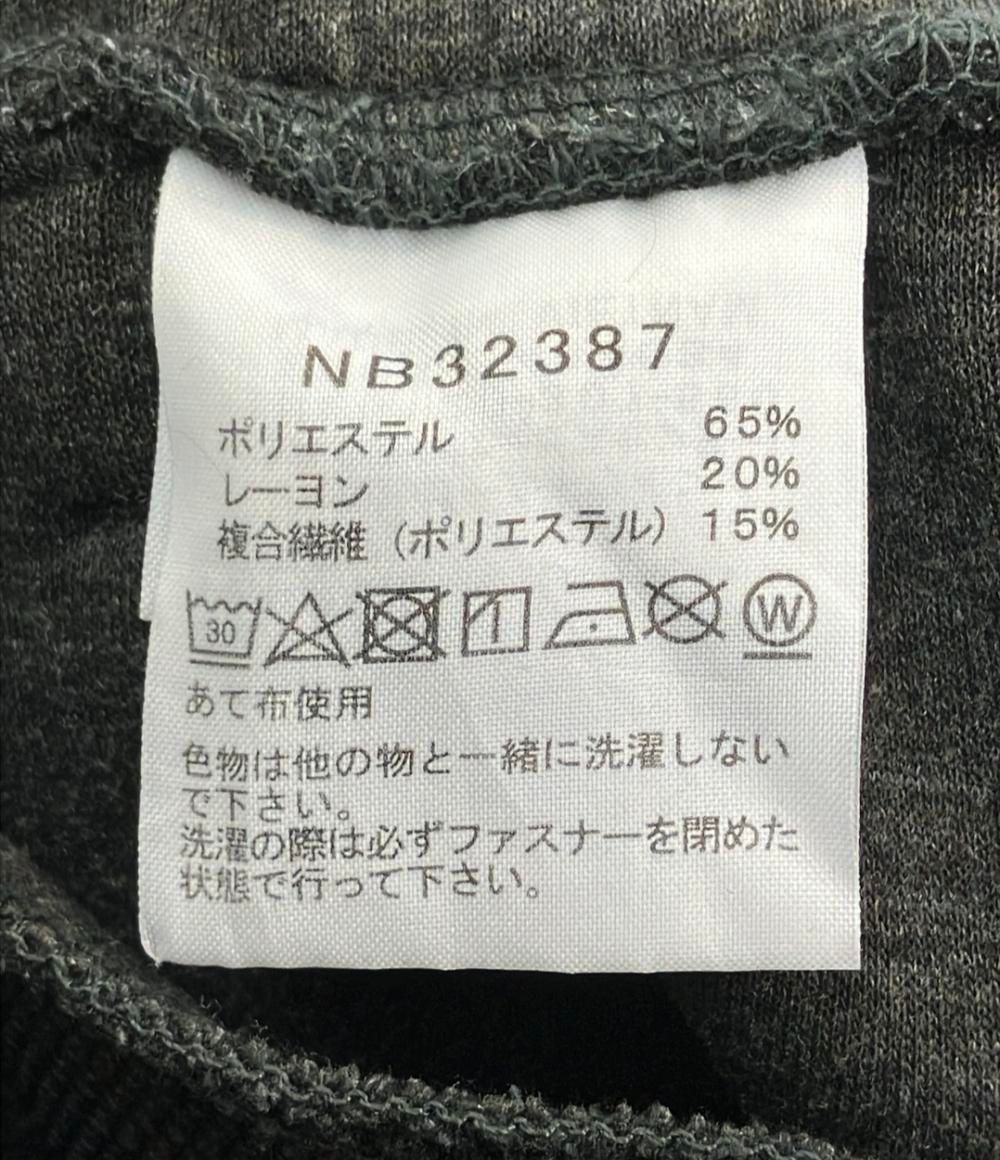 NB32387
ポリエステル 65%
レーヨン 20%
複合繊維（ポリエステル） 15%
30 W
あて布使用
色物は他の物と一緒に洗濯しない
で下さい。
洗濯の際は必ずファスナーを閉めた
状態で行って下さい。